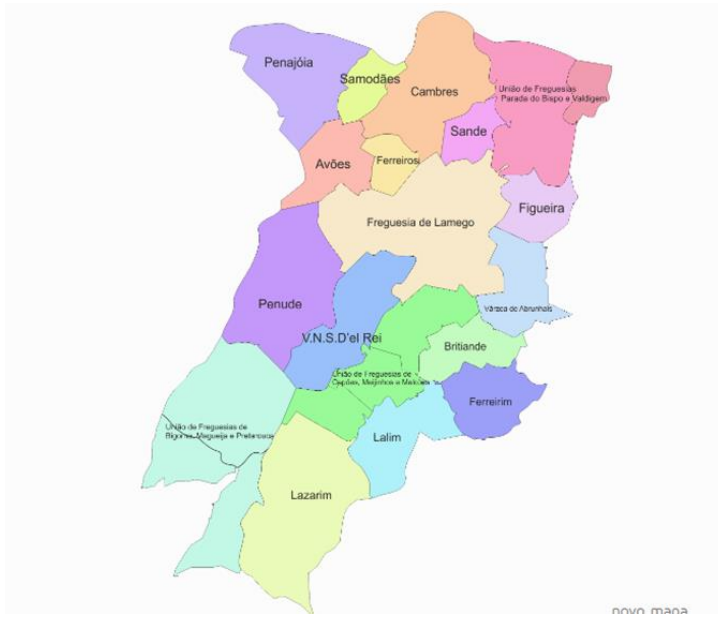 Penajóia
Samodães
Cambres
União de Freguesias
Parada do Bispo e Valdigem
Sande
Avões
Ferreiros
Figueira
Freguesia de Lamego
Penude
Várzea de Abrunhais
V.N.S.D'el Rei
Britiande
União de Freguesias de
Cepões, Meijinhos e Melcões
Ferreirim
União de Freguesias de
Bigorne, Magueija e Pretarouca
Lalim
Lazarim
novo mapa